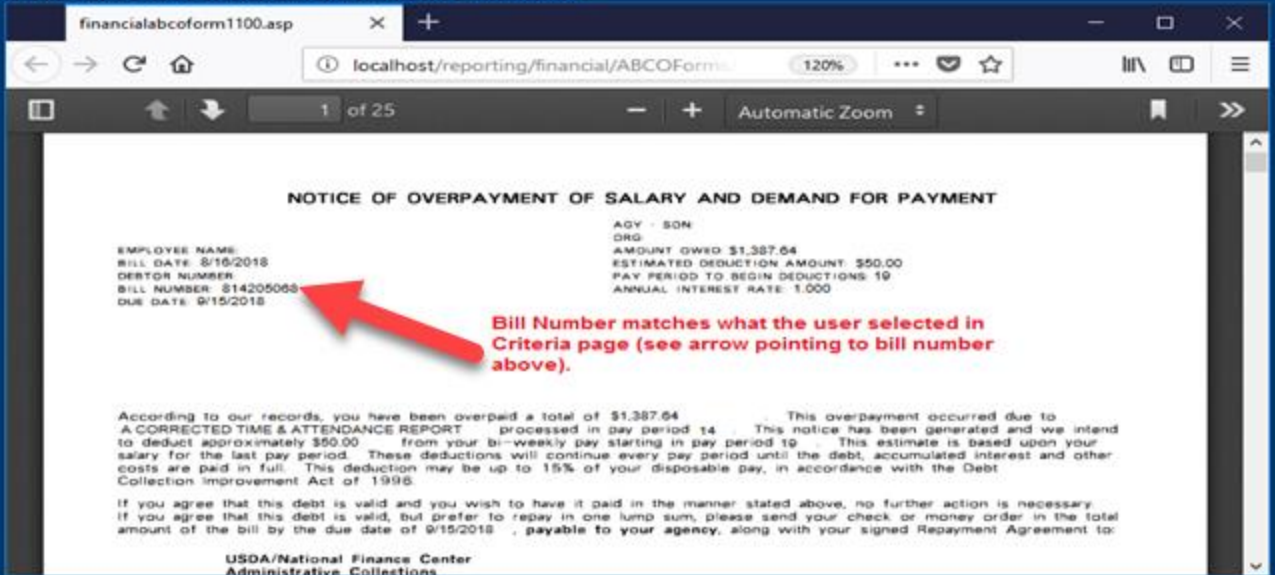 financialabcoform1100.asp
localhost/reporting/financial/ABCOForm
120%
1 of 25
Automatic Zoom
NOTICE OF OVERPAYMENT OF SALARY AND DEMAND FOR PAYMENT
AGY - SON
ORG
EMPLOYEE NAME:
AMOUNT OWED: $1,387.64
BILL DATE: 8/16/2018
ESTIMATED DEDUCTION AMOUNT: $50.00
DEBTOR NUMBER
PAY PERIOD TO BEGIN DEDUCTIONS: 19
BILL NUMBER: 814205068
ANNUAL INTEREST RATE: 1.000
DUE DATE: 9/15/2018
Bill Number matches what the user selected in
Criteria page (see arrow pointing to bill number
above).
According to our records, you have been overpaid a total of $1,387.64 . This overpayment occurred due to
A CORRECTED TIME & ATTENDANCE REPORT processed in pay period 14 . This notice has been generated and we intend
to deduct approximately $50.00 from your bi-weekly pay starting in pay period 19 . This estimate is based upon your
salary for the last pay period. These deductions will continue every pay period until the debt, accumulated interest and other
costs are paid in full. This deduction may be up to 15% of your disposable pay, in accordance with the Debt
Collection Improvement Act of 1996.
If you agree that this debt is valid and you wish to have it paid in the manner stated above, no further action is necessary.
If you agree that this debt is valid, but prefer to repay in one lump sum, please send your check or money order in the total
amount of the bill by the due date of 9/15/2018 , payable to your agency, along with your signed Repayment Agreement to:
USDA/National Finance Center
Administrative Collections